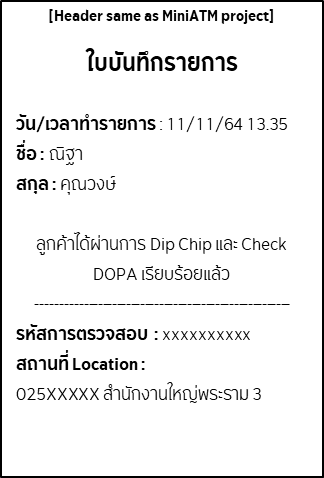 [Header same as MiniATM project]
ใบบันทึกรายการ
วัน/เวลาทำรายการ : 11/11/64 13.35
ชื่อ : ณิฐา
สกุล : คุณวงษ์
ลูกค้าได้ผ่านการ Dip Chip และ Check
DOPA เรียบร้อยแล้ว
--------------------------------------------------
รหัสการตรวจสอบ : xxxxxxxxxx
สถานที่ Location :
025XXXXX สำนักงานใหญ่พระราม 3